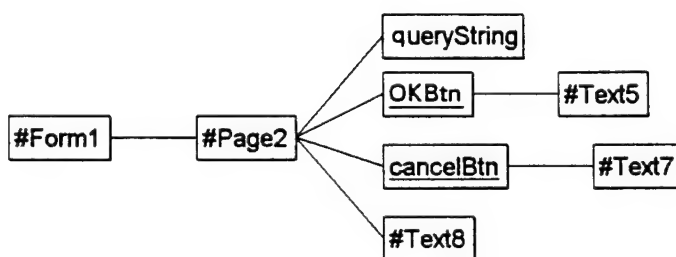 queryString
OKBtn
#Text5
#Form1
#Page2
cancelBtn
#Text7
#Text8